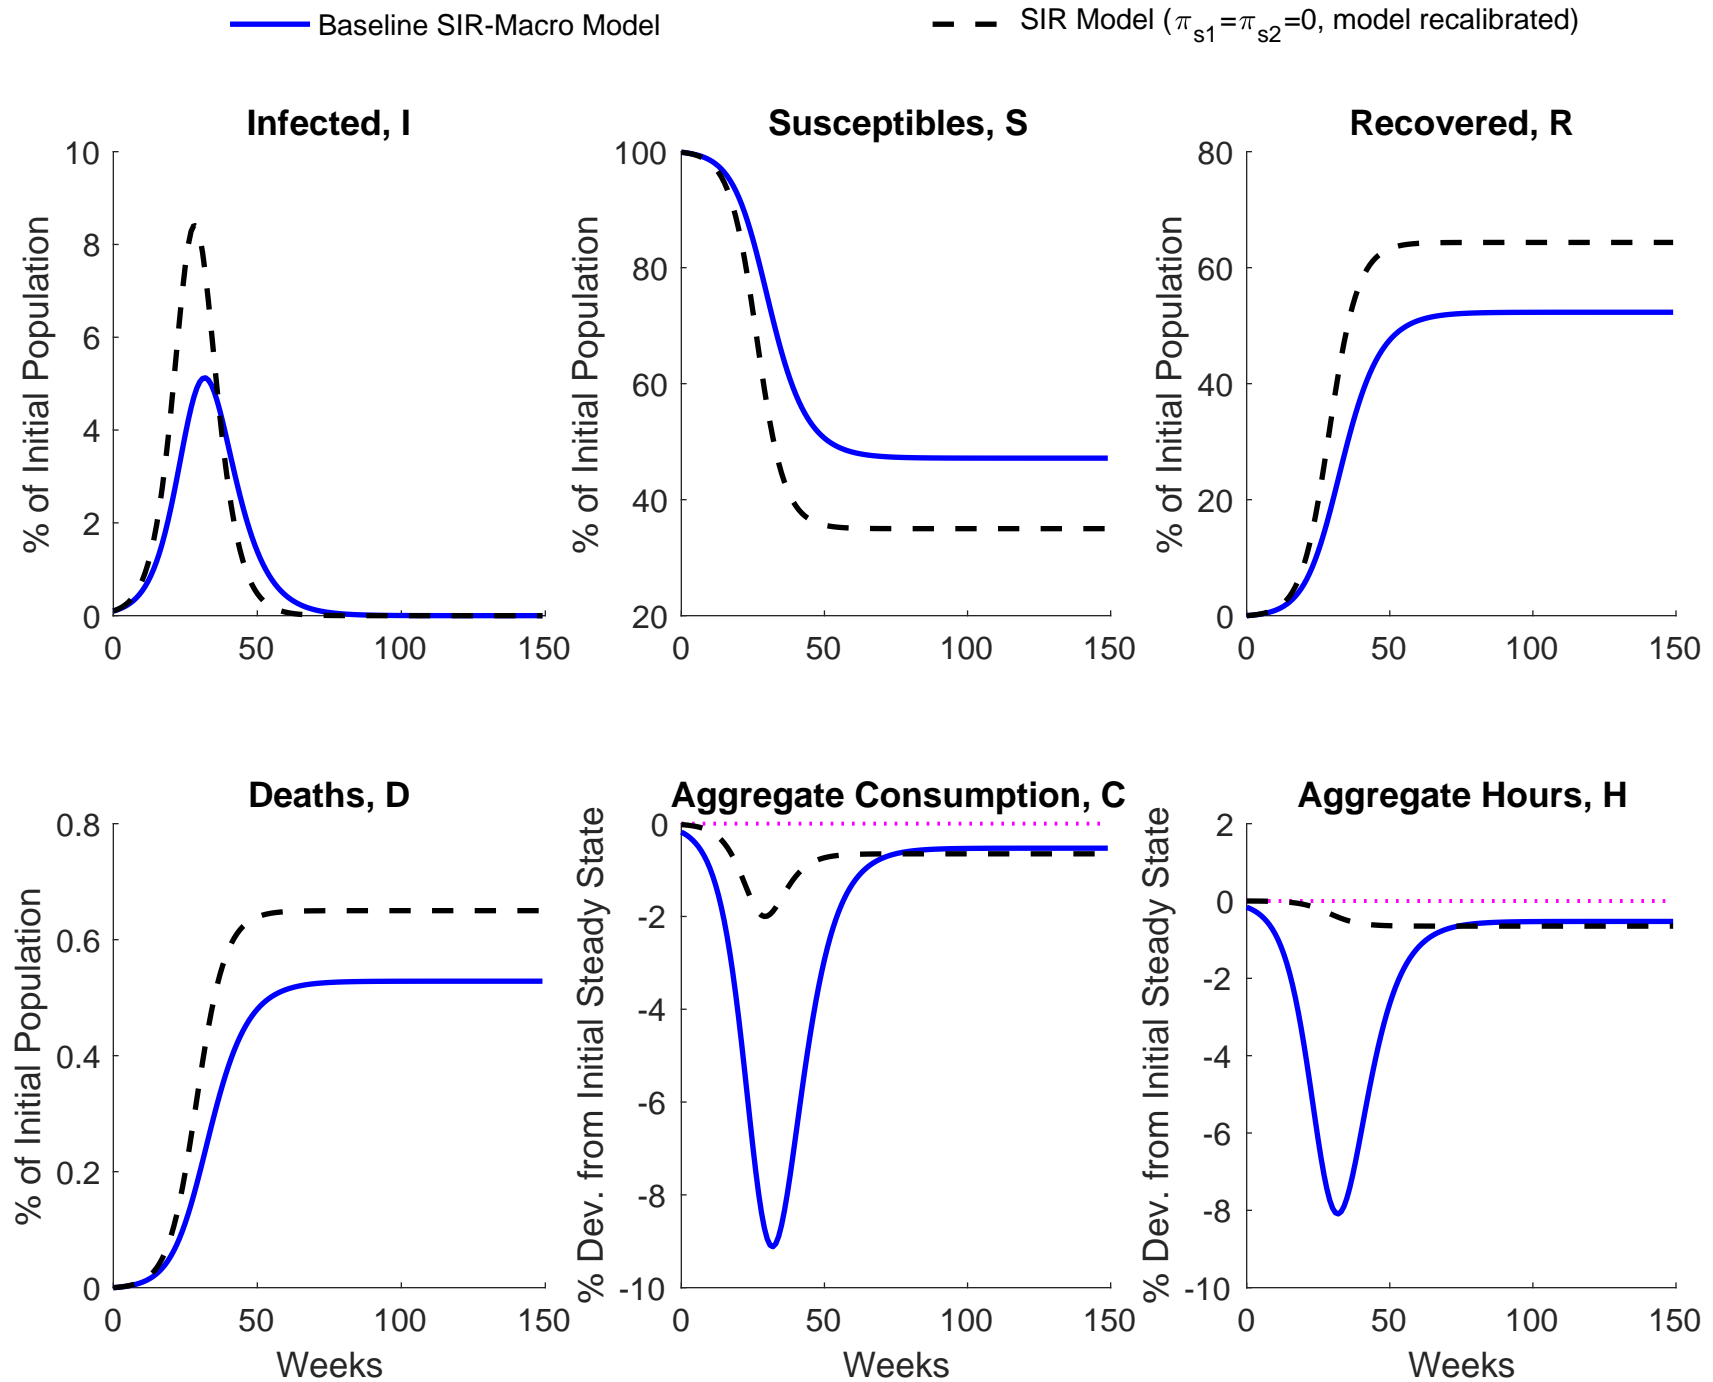 Baseline SIR-Macro Model
SIR Model (π_s1=π_s2=0, model recalibrated)
Infected, I
% of Initial Population
10
8
6
4
2
0
0 50 100 150
Susceptibles, S
% of Initial Population
100
80
60
40
20
0 50 100 150
Recovered, R
% of Initial Population
80
60
40
20
0
0 50 100 150
Deaths, D
% of Initial Population
0.8
0.6
0.4
0.2
0
0 50 100 150
Weeks
Aggregate Consumption, C
% Dev. from Initial Steady State
0
-2
-4
-6
-8
-10
0 50 100 150
Weeks
Aggregate Hours, H
% Dev. from Initial Steady State
2
0
-2
-4
-6
-8
-10
0 50 100 150
Weeks